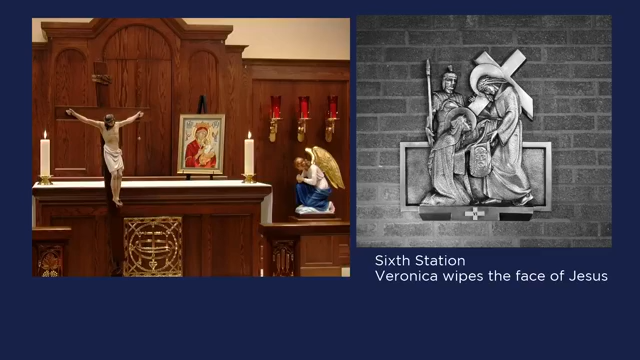 Sixth Station
Veronica wipes the face of Jesus